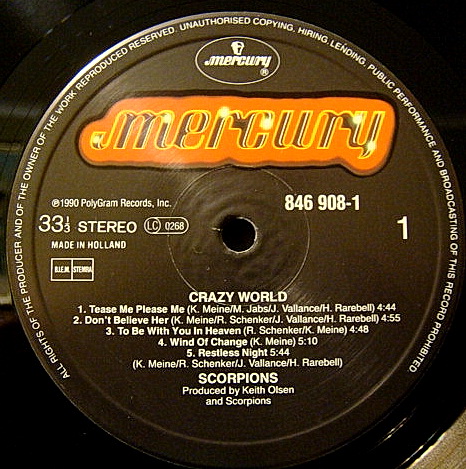 ALL RIGHTS OF THE PRODUCER AND OF THE OWNER OF THE WORK REPRODUCED RESERVED. UNAUTHORISED COPYING, HIRING, LENDING, PUBLIC PERFORMANCE AND BROADCASTING OF THIS RECORD PROHIBITED
mercury®
mercury
℗1990 PolyGram Records, Inc.
846 908-1
33⅓ STEREO LC 0268
1
MADE IN HOLLAND
B.I.E.M. STEMRA
CRAZY WORLD
1. Tease Me Please Me (K. Meine/M. Jabs/J. Vallance/H. Rarebell) 4:44
2. Don't Believe Her (K. Meine/R. Schenker/J. Vallance/H. Rarebell) 4:55
3. To Be With You In Heaven (R. Schenker/K. Meine) 4:48
4. Wind Of Change (K. Meine) 5:10
5. Restless Night 5:44
(K. Meine/R. Schenker/J. Vallance/H. Rarebell)
SCORPIONS
Produced by Keith Olsen
and Scorpions